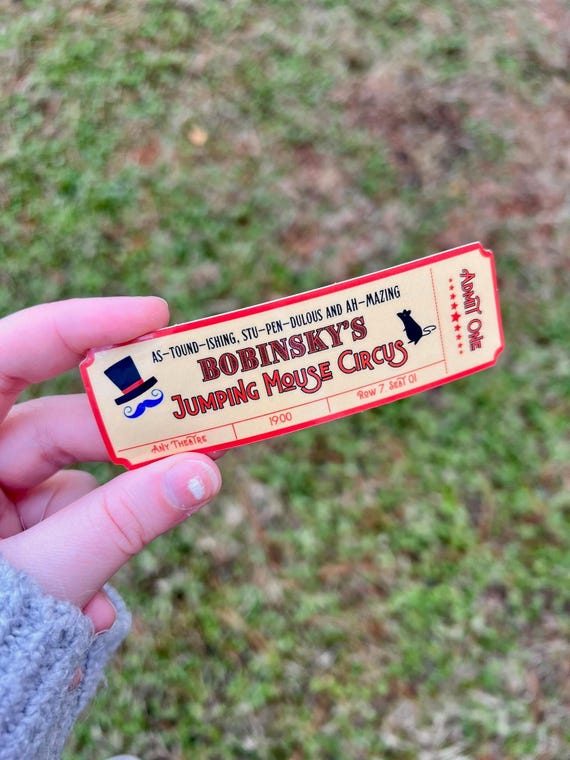 AS-TOUND-ISHING, STU-PEN-DULOUS AND AH-MAZING
BOBINSKY'S
JUMPING MOUSE CIRCUS
ANY THEATRE
1900
ROW 7. SEAT 01
ADMIT ONE